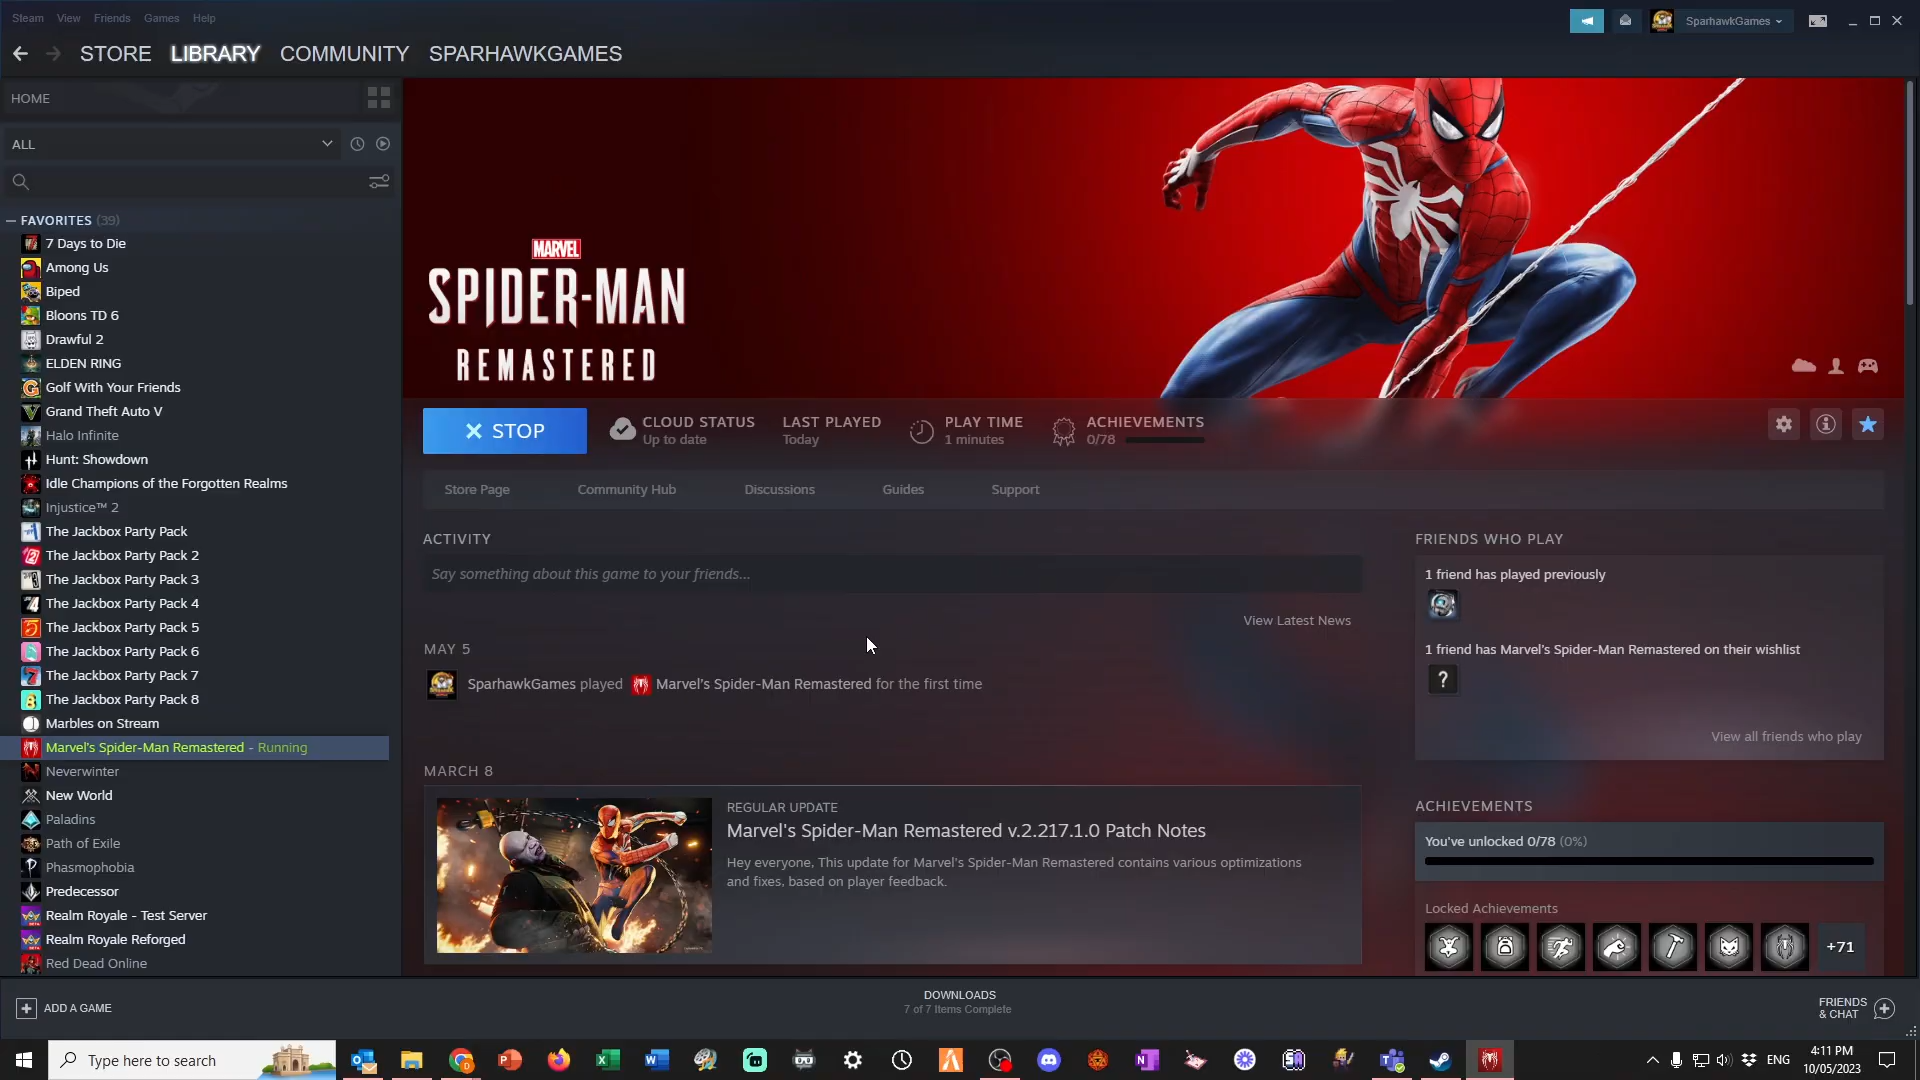 Steam View Friends Games Help
SparhawkGames
STORE LIBRARY COMMUNITY SPARHAWKGAMES
HOME
ALL
FAVORITES (39)
7 Days to Die
Among Us
Biped
Bloons TD 6
Drawful 2
ELDEN RING
Golf With Your Friends
Grand Theft Auto V
Halo Infinite
Hunt: Showdown
Idle Champions of the Forgotten Realms
Injustice™ 2
The Jackbox Party Pack
The Jackbox Party Pack 2
The Jackbox Party Pack 3
The Jackbox Party Pack 4
The Jackbox Party Pack 5
The Jackbox Party Pack 6
The Jackbox Party Pack 7
The Jackbox Party Pack 8
Marbles on Stream
Marvel's Spider-Man Remastered - Running
Neverwinter
New World
Paladins
Path of Exile
Phasmophobia
Predecessor
Realm Royale - Test Server
Realm Royale Reforged
Red Dead Online
MARVEL
SPIDER-MAN
REMASTERED
STOP
CLOUD STATUS
Up to date
LAST PLAYED
Today
PLAY TIME
1 minutes
ACHIEVEMENTS
0/78
Store Page Community Hub Discussions Guides Support
ACTIVITY
Say something about this game to your friends...
View Latest News
MAY 5
SparhawkGames played Marvel's Spider-Man Remastered for the first time
MARCH 8
REGULAR UPDATE
Marvel's Spider-Man Remastered v.2.217.1.0 Patch Notes
Hey everyone, This update for Marvel's Spider-Man Remastered contains various optimizations
and fixes, based on player feedback.
FRIENDS WHO PLAY
1 friend has played previously
1 friend has Marvel's Spider-Man Remastered on their wishlist
?
View all friends who play
ACHIEVEMENTS
You've unlocked 0/78 (0%)
Locked Achievements
+71
ADD A GAME
DOWNLOADS
7 of 7 Items Complete
FRIENDS
& CHAT
Type here to search
ENG
4:11 PM
10/05/2023